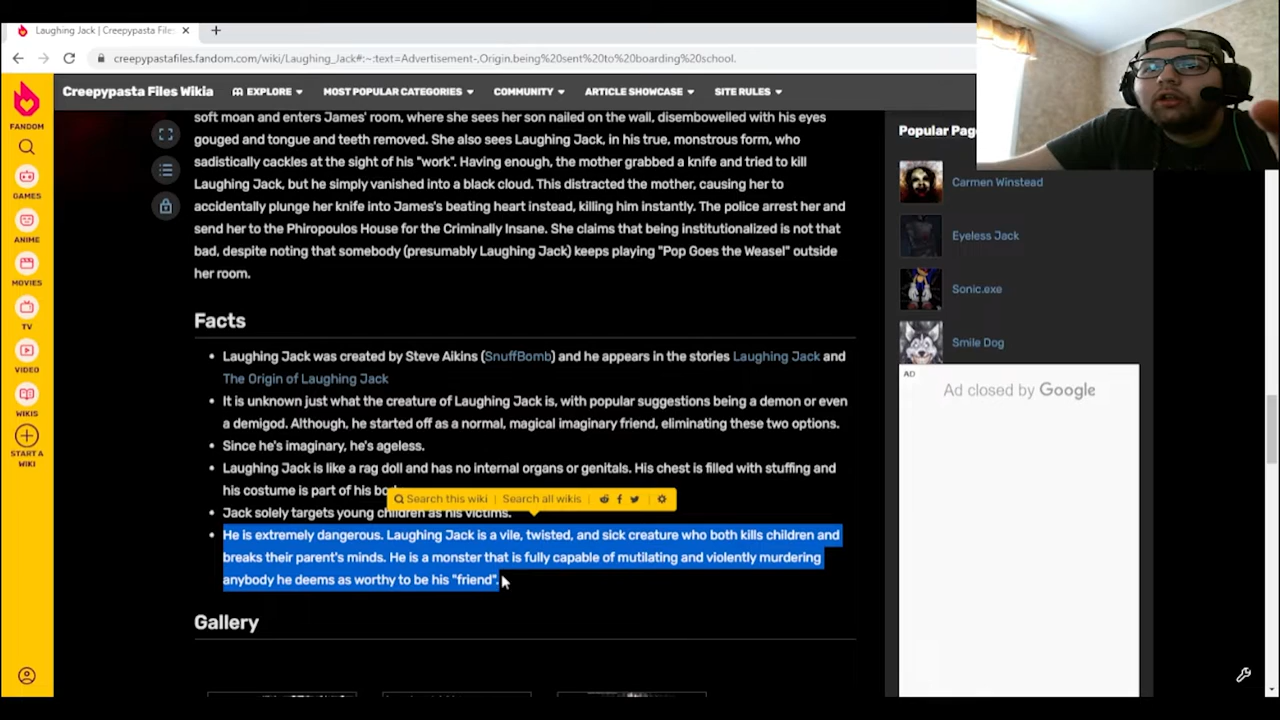 Laughing Jack | Creepypasta File
creepypastafiles.fandom.com/wiki/Laughing_Jack#:~:text=Advertisement-,Origin,being%20sent%20to%20boarding%20school.
FANDOM
GAMES
ANIME
MOVIES
TV
VIDEO
WIKIS
START A
WIKI
Creepypasta Files Wikia
EXPLORE
MOST POPULAR CATEGORIES
COMMUNITY
ARTICLE SHOWCASE
SITE RULES
soft moan and enters James' room, where she sees her son nailed on the wall, disembowelled with his eyes
gouged and tongue and teeth removed. She also sees Laughing Jack, in his true, monstrous form, who
sadistically cackles at the sight of his "work". Having enough, the mother grabbed a knife and tried to kill
Laughing Jack, but he simply vanished into a black cloud. This distracted the mother, causing her to
accidentally plunge her knife into James's beating heart instead, killing him instantly. The police arrest her and
send her to the Phiropoulos House for the Criminally Insane. She claims that being institutionalized is not that
bad, despite noting that somebody (presumably Laughing Jack) keeps playing "Pop Goes the Weasel" outside
her room.
Facts
Laughing Jack was created by Steve Aikins (SnuffBomb) and he appears in the stories Laughing Jack and
The Origin of Laughing Jack
It is unknown just what the creature of Laughing Jack is, with popular suggestions being a demon or even
a demigod. Although, he started off as a normal, magical imaginary friend, eliminating these two options.
Since he's imaginary, he's ageless.
Laughing Jack is like a rag doll and has no internal organs or genitals. His chest is filled with stuffing and
his costume is part of his
Search this wiki
Search all wikis
Jack solely targets young children as his victims.
He is extremely dangerous. Laughing Jack is a vile, twisted, and sick creature who both kills children and
breaks their parent's minds. He is a monster that is fully capable of mutilating and violently murdering
anybody he deems as worthy to be his "friend".
Gallery
Popular Page
Carmen Winstead
Eyeless Jack
Sonic.exe
Smile Dog
AD
Ad closed by Google